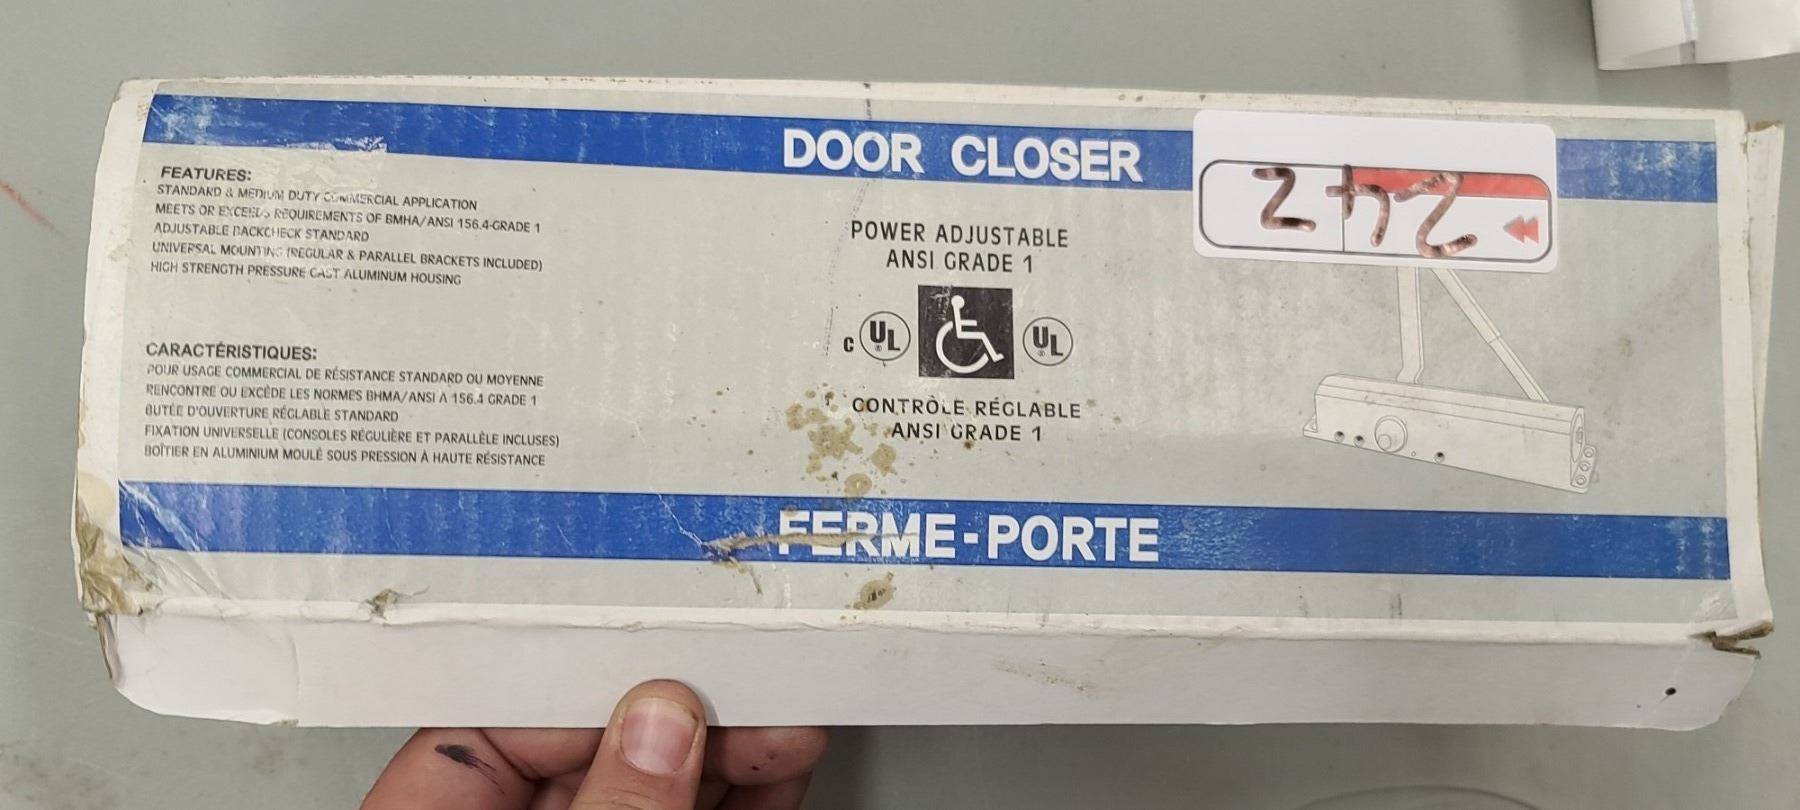 DOOR CLOSER
242
FEATURES:
STANDARD & MEDIUM DUTY COMMERCIAL APPLICATION
MEETS OR EXCEEDS REQUIREMENTS OF BMHA/ANSI 156.4-GRADE 1
ADJUSTABLE BACKCHECK STANDARD
UNIVERSAL MOUNTING (REGULAR & PARALLEL BRACKETS INCLUDED)
HIGH STRENGTH PRESSURE CAST ALUMINUM HOUSING
CARACTÉRISTIQUES:
POUR USAGE COMMERCIAL DE RÉSISTANCE STANDARD OU MOYENNE
RENCONTRE OU EXCÈDE LES NORMES BHMA/ANSI A 156.4 GRADE 1
BUTÉE D'OUVERTURE RÉGLABLE STANDARD
FIXATION UNIVERSELLE (CONSOLES RÉGULIÈRE ET PARALLÈLE INCLUSES)
BOÎTIER EN ALUMINIUM MOULÉ SOUS PRESSION À HAUTE RÉSISTANCE
POWER ADJUSTABLE
ANSI GRADE 1
C UL ® UL ®
CONTRÔLE RÉGLABLE
ANSI GRADE 1
FERME-PORTE